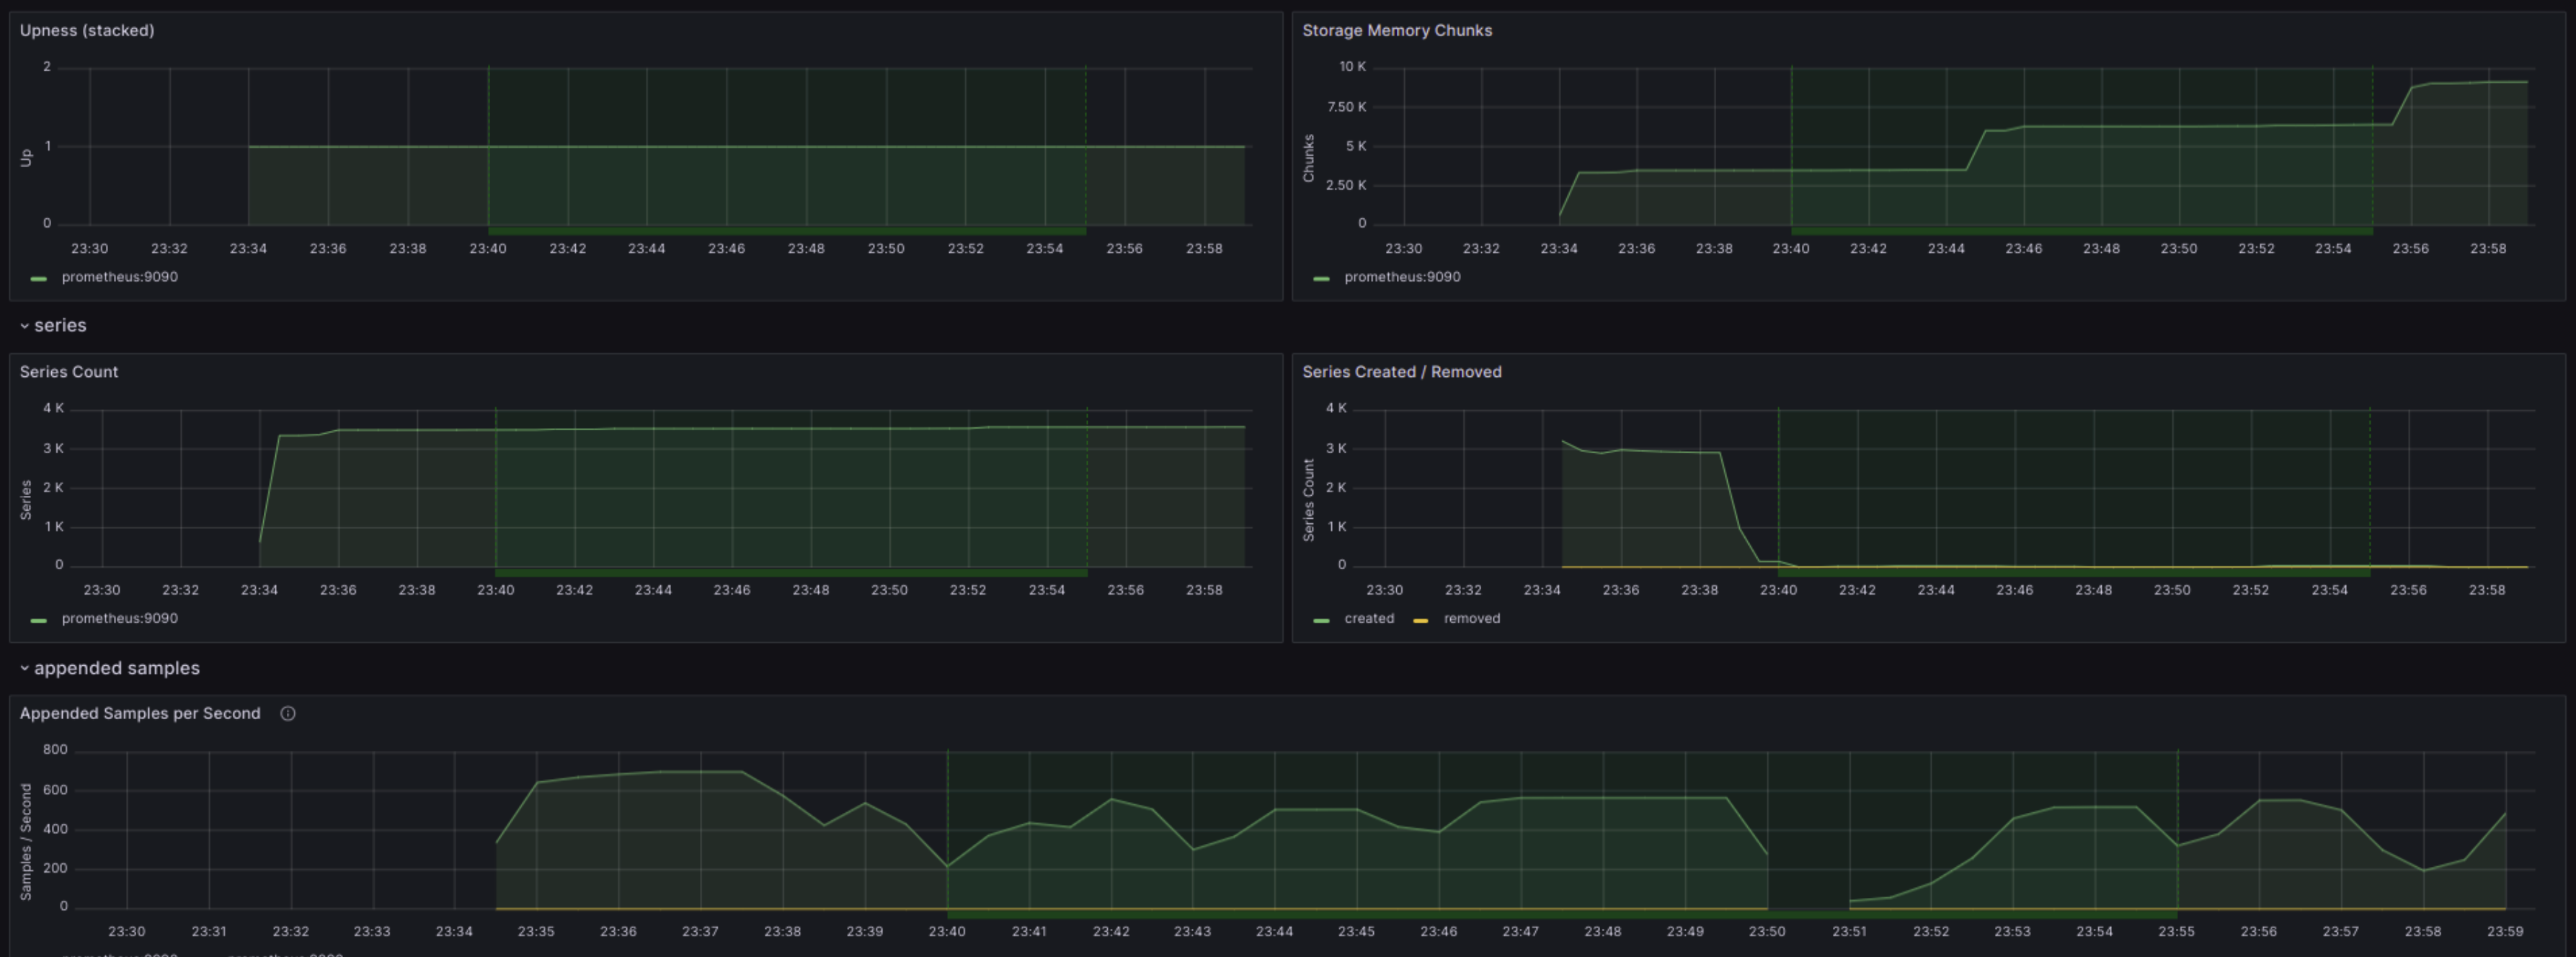 Upness (stacked)
Up
2
1
0
23:30 23:32 23:34 23:36 23:38 23:40 23:42 23:44 23:46 23:48 23:50 23:52 23:54 23:56 23:58
prometheus:9090
Storage Memory Chunks
Chunks
10 K
7.50 K
5 K
2.50 K
0
23:30 23:32 23:34 23:36 23:38 23:40 23:42 23:44 23:46 23:48 23:50 23:52 23:54 23:56 23:58
prometheus:9090
series
Series Count
Series
4 K
3 K
2 K
1 K
0
23:30 23:32 23:34 23:36 23:38 23:40 23:42 23:44 23:46 23:48 23:50 23:52 23:54 23:56 23:58
prometheus:9090
Series Created / Removed
Series Count
4 K
3 K
2 K
1 K
0
23:30 23:32 23:34 23:36 23:38 23:40 23:42 23:44 23:46 23:48 23:50 23:52 23:54 23:56 23:58
created removed
appended samples
Appended Samples per Second
Samples / Second
800
600
400
200
0
23:30 23:31 23:32 23:33 23:34 23:35 23:36 23:37 23:38 23:39 23:40 23:41 23:42 23:43 23:44 23:45 23:46 23:47 23:48 23:49 23:50 23:51 23:52 23:53 23:54 23:55 23:56 23:57 23:58 23:59